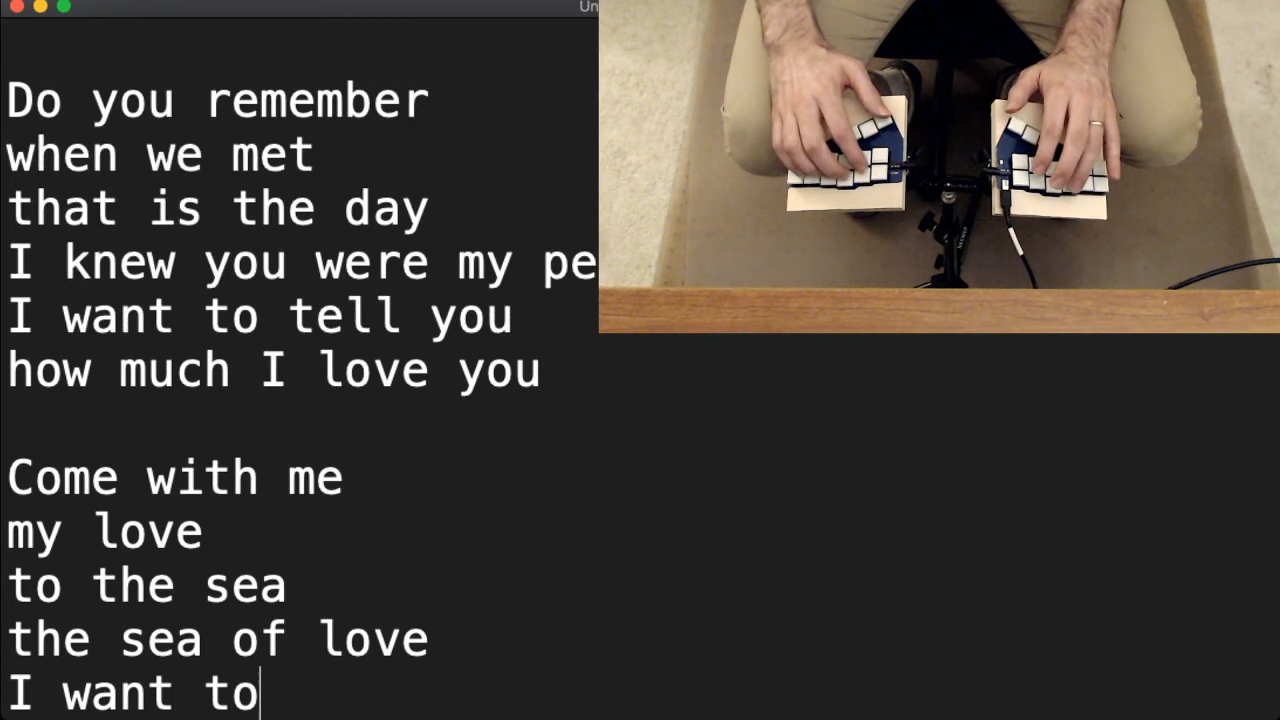 Un
Do you remember
when we met
that is the day
I knew you were my pe
I want to tell you
how much I love you
Come with me
my love
to the sea
the sea of love
I want to